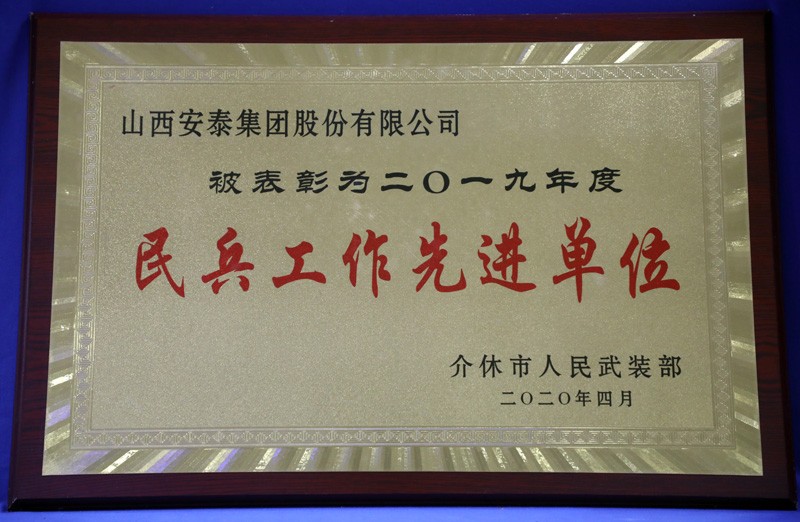 山西安泰集团股份有限公司
被表彰为二〇一九年度
民兵工作先进单位
介休市人民武装部
二〇二〇年四月